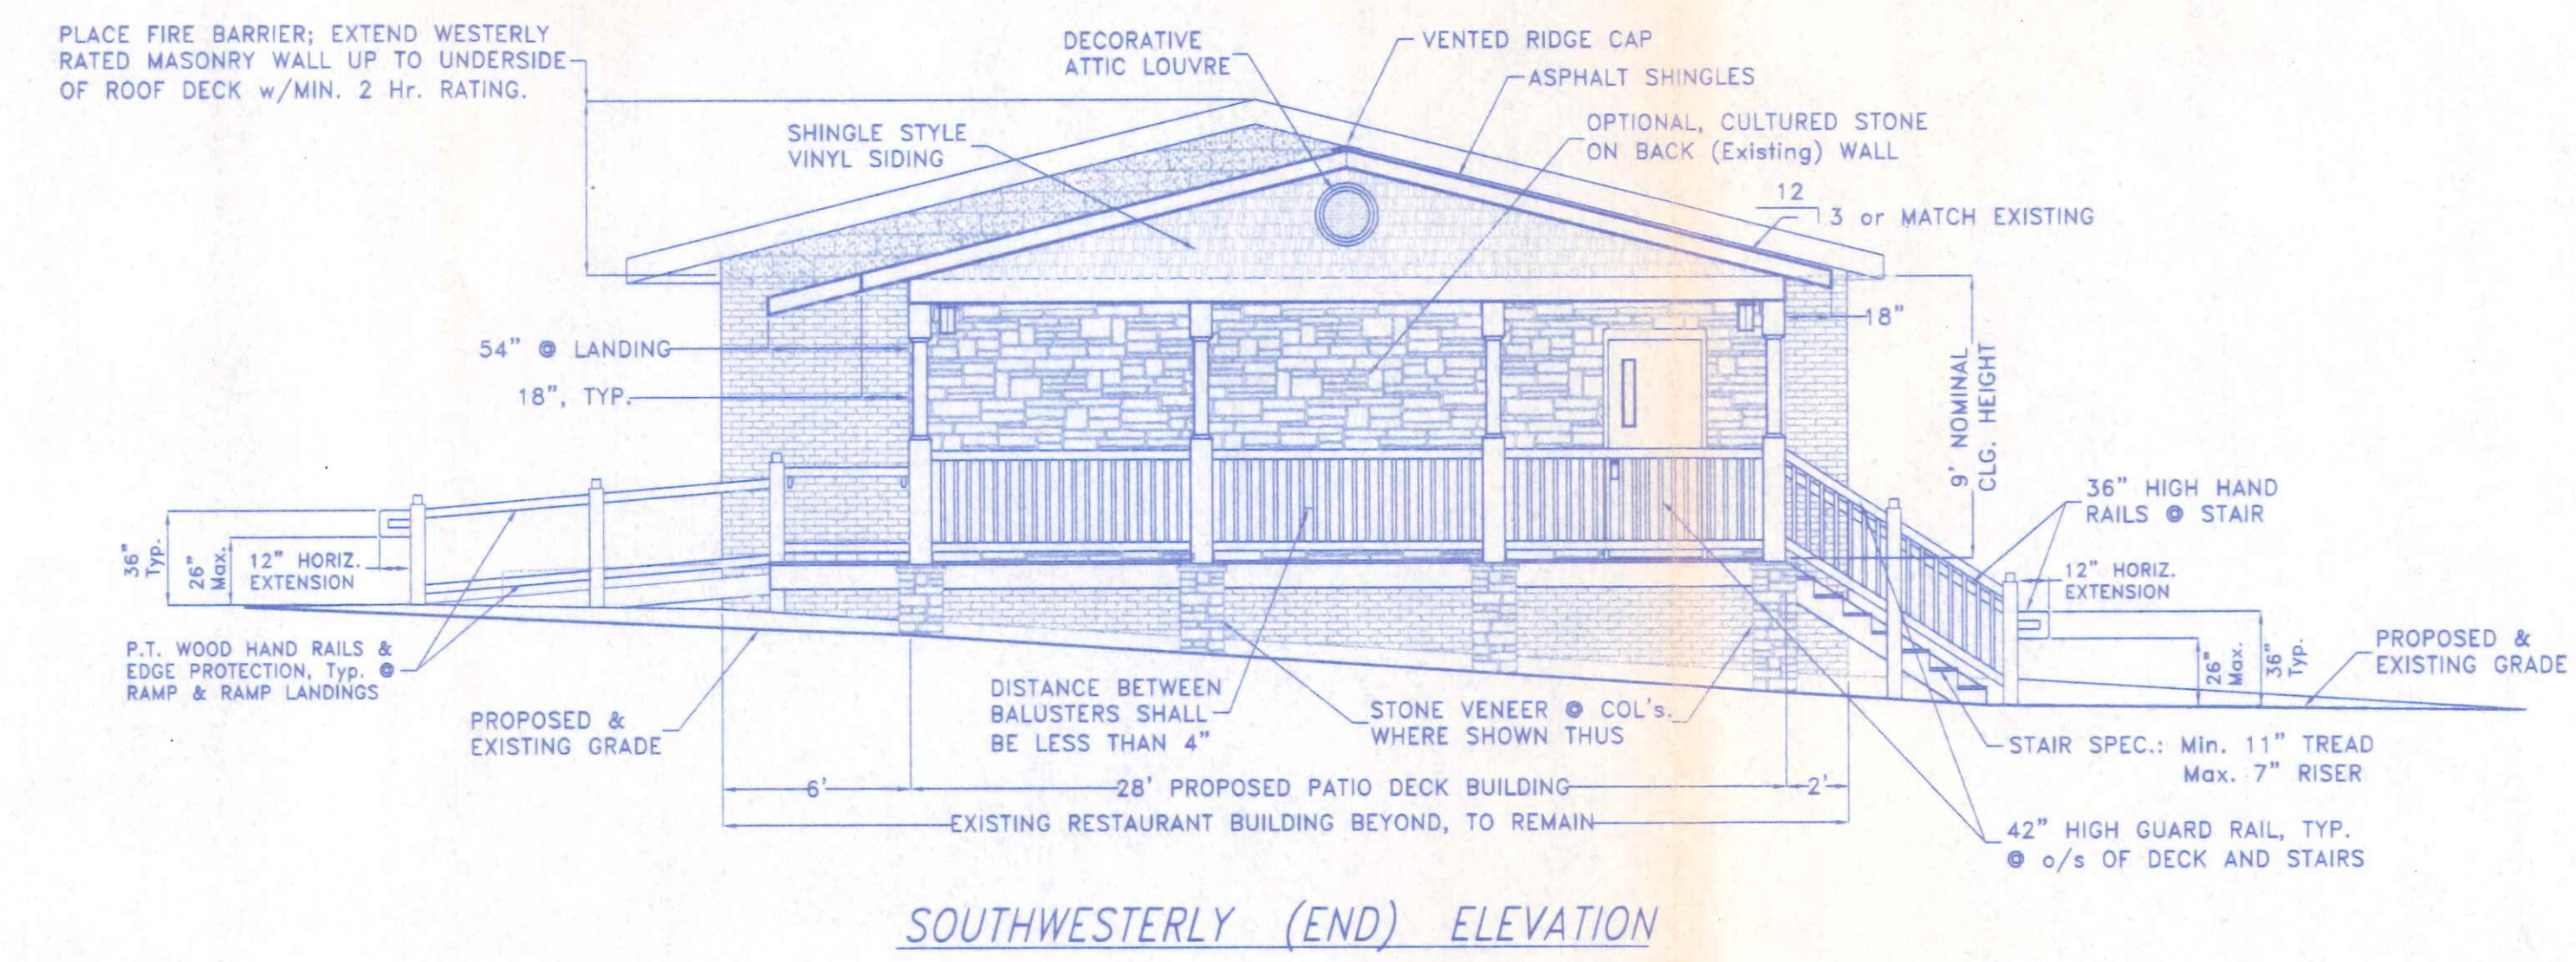 PLACE FIRE BARRIER; EXTEND WESTERLY
RATED MASONRY WALL UP TO UNDERSIDE
OF ROOF DECK w/MIN. 2 Hr. RATING.
DECORATIVE
ATTIC LOUVRE
VENTED RIDGE CAP
ASPHALT SHINGLES
SHINGLE STYLE
VINYL SIDING
OPTIONAL, CULTURED STONE
ON BACK (Existing) WALL
12
3 or MATCH EXISTING
54" @ LANDING
18", TYP.
18"
9' NOMINAL
CLG. HEIGHT
36" HIGH HAND
RAILS @ STAIR
36"
Typ.
26"
Max.
12" HORIZ.
EXTENSION
12" HORIZ.
EXTENSION
26"
Max.
36"
Typ.
P.T. WOOD HAND RAILS &
EDGE PROTECTION, Typ. @
RAMP & RAMP LANDINGS
PROPOSED &
EXISTING GRADE
DISTANCE BETWEEN
BALUSTERS SHALL
BE LESS THAN 4"
STONE VENEER @ COL's.
WHERE SHOWN THUS
PROPOSED &
EXISTING GRADE
STAIR SPEC.: Min. 11" TREAD
Max. 7" RISER
6'
28' PROPOSED PATIO DECK BUILDING
2'
EXISTING RESTAURANT BUILDING BEYOND, TO REMAIN
42" HIGH GUARD RAIL, TYP.
@ o/s OF DECK AND STAIRS
SOUTHWESTERLY (END) ELEVATION